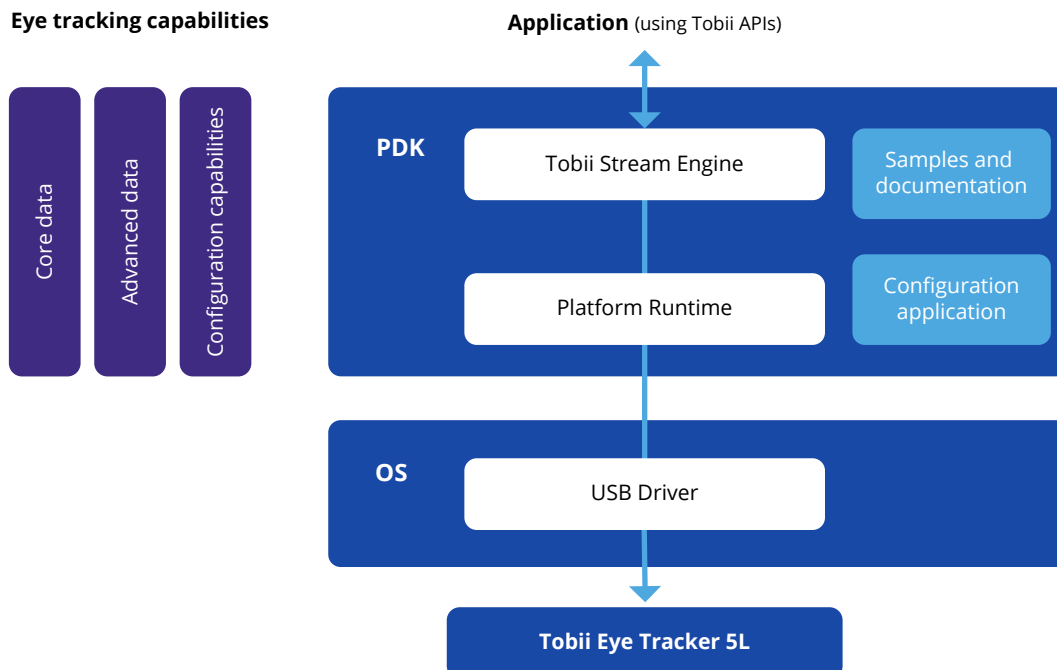 Eye tracking capabilities
Core data
Advanced data
Configuration capabilities
Application (using Tobii APIs)
PDK
Tobii Stream Engine
Samples and
documentation
Platform Runtime
Configuration
application
OS
USB Driver
Tobii Eye Tracker 5L